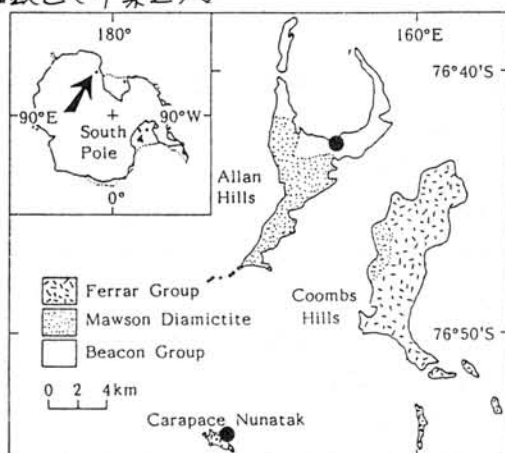 180°
160°E
76°40'S
90°E
90°W
South
Pole
0°
Allan
Hills
Ferrar Group
Mawson Diamictite
Beacon Group
Coombs
Hills
76°50'S
0 2 4km
Carapace Nunatak